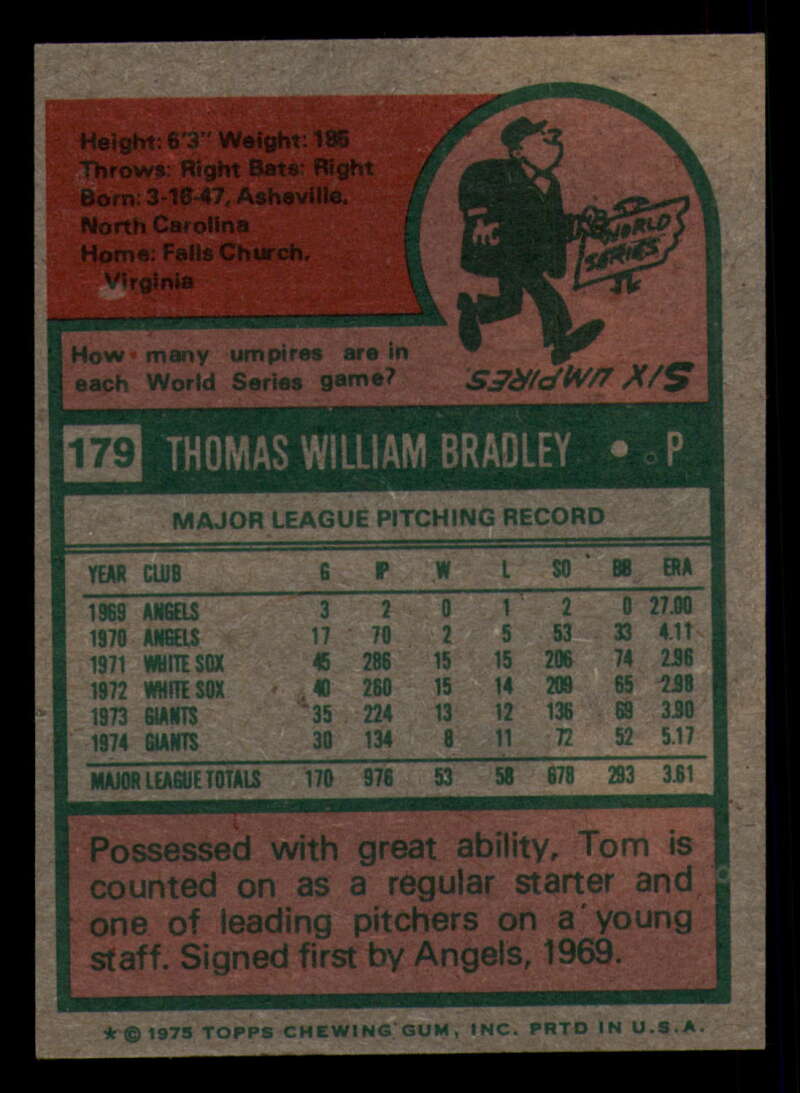 Height: 6'3" Weight: 185
Throws: Right Bats: Right
Born: 3-16-47, Asheville,
North Carolina
Home: Falls Church,
Virginia
MC
WORLD
SERIES
How many umpires are in
each World Series game?
SIX UMPIRES
179 THOMAS WILLIAM BRADLEY • P
MAJOR LEAGUE PITCHING RECORD
YEAR CLUB G IP W L SO BB ERA
1969 ANGELS 3 2 0 1 2 0 27.00
1970 ANGELS 17 70 2 5 53 33 4.11
1971 WHITE SOX 45 286 15 15 206 74 2.96
1972 WHITE SOX 40 260 15 14 209 65 2.98
1973 GIANTS 35 224 13 12 136 69 3.90
1974 GIANTS 30 134 8 11 72 52 5.17
MAJOR LEAGUE TOTALS 170 976 53 58 678 293 3.61
Possessed with great ability, Tom is
counted on as a regular starter and
one of leading pitchers on a young
staff. Signed first by Angels, 1969.
* © 1975 TOPPS CHEWING GUM, INC. PRTD IN U.S.A.